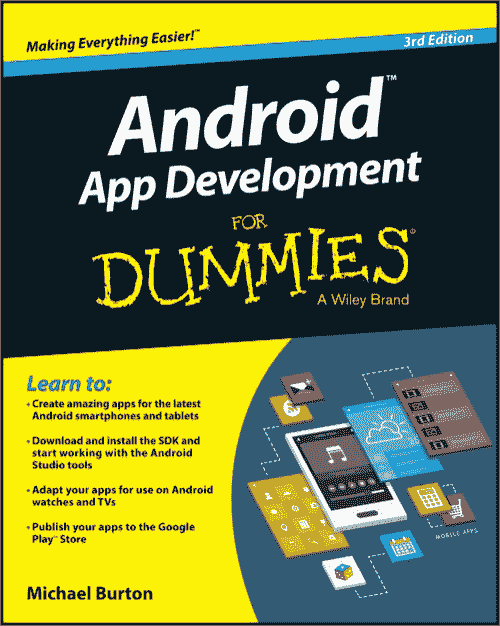 Making Everything Easier!™
3rd Edition
Android™
App Development
FOR
DUMMIES®
A Wiley Brand
Learn to:
• Create amazing apps for the latest
Android smartphones and tablets
• Download and install the SDK and
start working with the Android
Studio tools
• Adapt your apps for use on Android
watches and TVs
• Publish your apps to the Google
Play™ Store
MOBILE APPS
Michael Burton